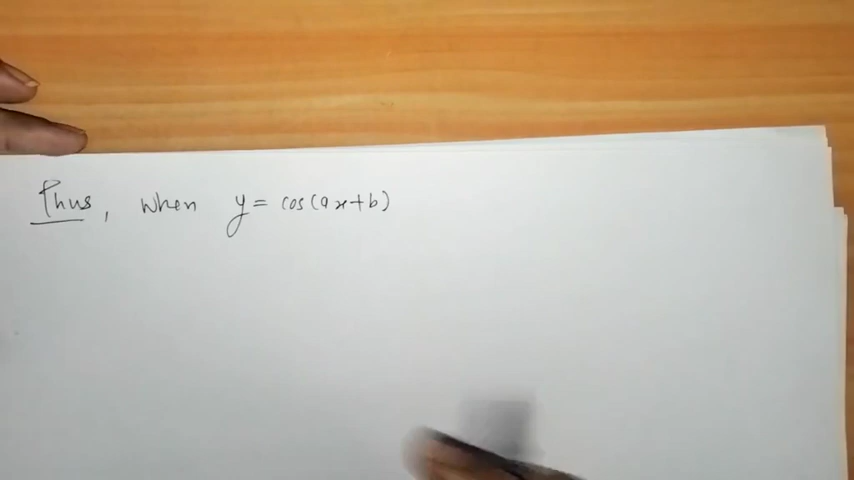 Thus, when y = cos(ax+b)